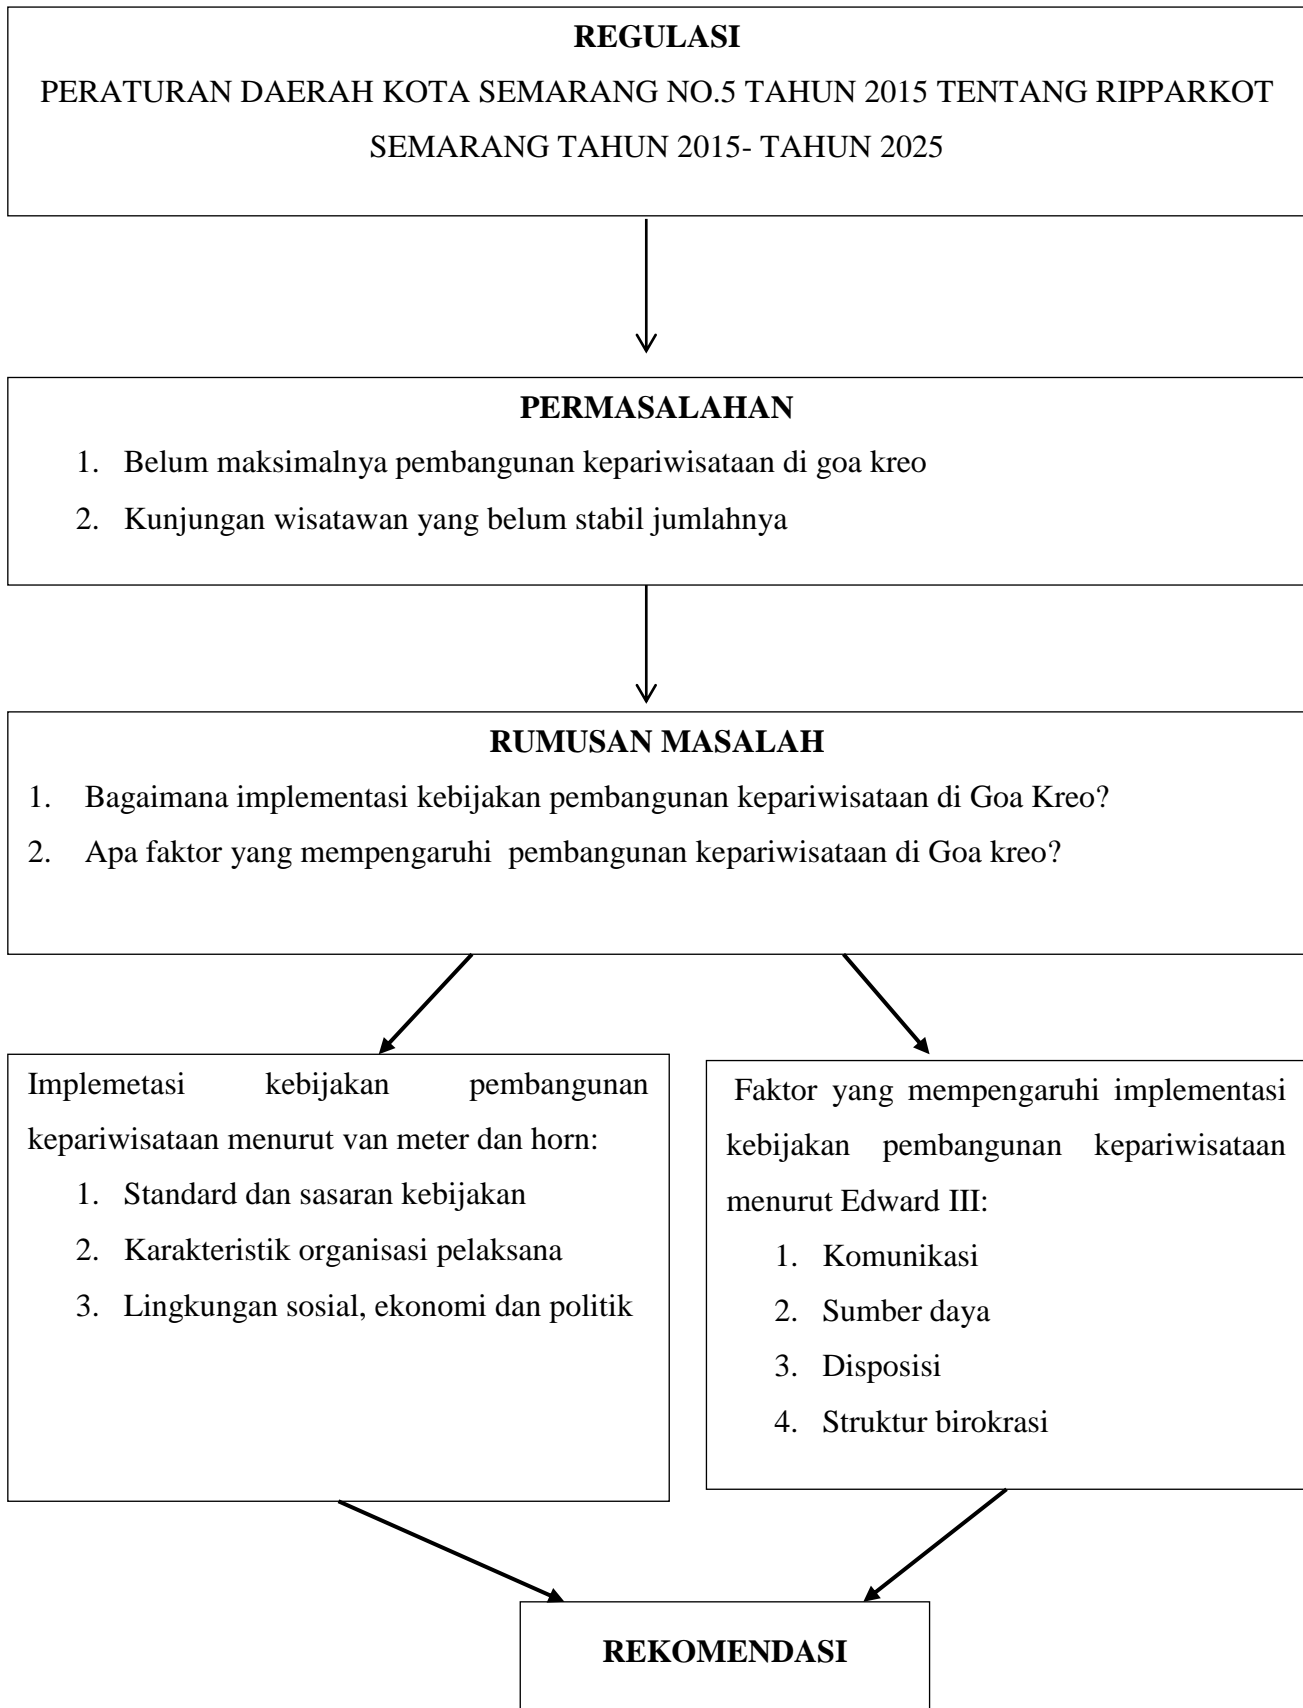 REGULASI
PERATURAN DAERAH KOTA SEMARANG NO.5 TAHUN 2015 TENTANG RIPPARKOT
SEMARANG TAHUN 2015- TAHUN 2025
PERMASALAHAN
1. Belum maksimalnya pembangunan kepariwisataan di goa kreo
2. Kunjungan wisatawan yang belum stabil jumlahnya
RUMUSAN MASALAH
1. Bagaimana implementasi kebijakan pembangunan kepariwisataan di Goa Kreo?
2. Apa faktor yang mempengaruhi pembangunan kepariwisataan di Goa kreo?
Implemetasi kebijakan pembangunan
kepariwisataan menurut van meter dan horn:
1. Standard dan sasaran kebijakan
2. Karakteristik organisasi pelaksana
3. Lingkungan sosial, ekonomi dan politik
Faktor yang mempengaruhi implementasi
kebijakan pembangunan kepariwisataan
menurut Edward III:
1. Komunikasi
2. Sumber daya
3. Disposisi
4. Struktur birokrasi
REKOMENDASI